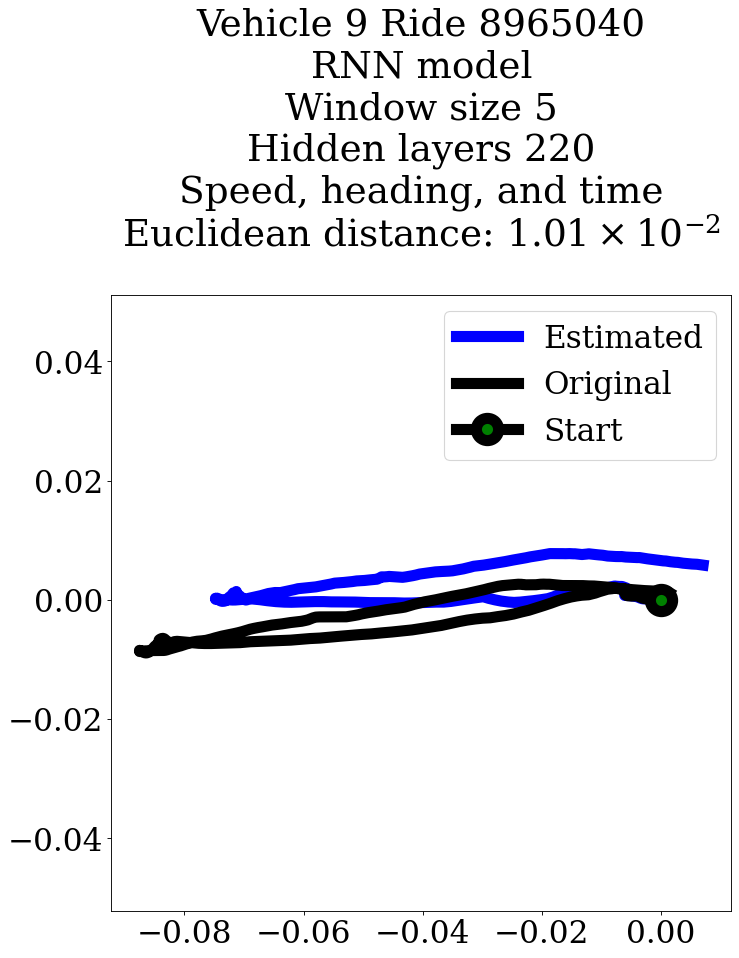 Vehicle 9 Ride 8965040
RNN model
Window size 5
Hidden layers 220
Speed, heading, and time
Euclidean distance: 1.01 × 10⁻²
Estimated
Original
Start
0.04
0.02
0.00
−0.02
−0.04
−0.08 −0.06 −0.04 −0.02 0.00